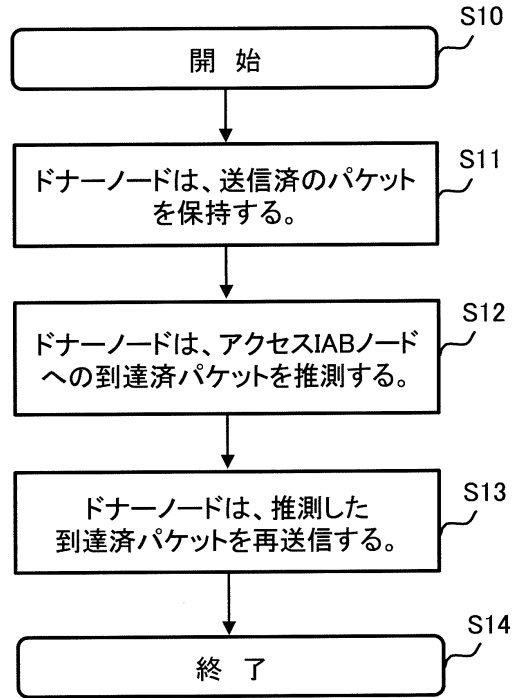 S10
開 始
S11
ドナーノードは、送信済のパケット
を保持する。
S12
ドナーノードは、アクセスIABノード
への到達済パケットを推測する。
S13
ドナーノードは、推測した
到達済パケットを再送信する。
S14
終 了